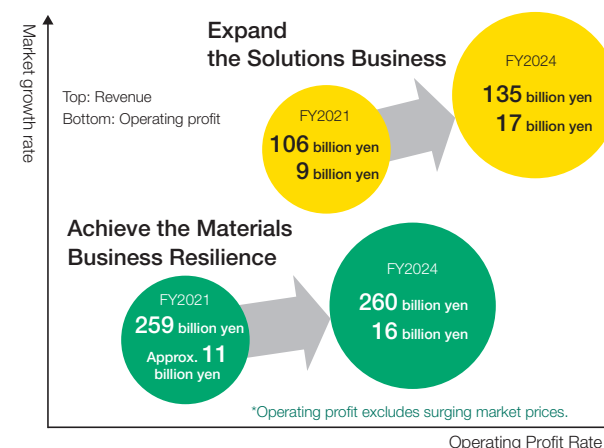 Market growth rate
Expand
the Solutions Business
Top: Revenue
Bottom: Operating profit
FY2021
106 billion yen
9 billion yen
FY2024
135 billion yen
17 billion yen
Achieve the Materials
Business Resilience
FY2021
259 billion yen
Approx. 11
billion yen
FY2024
260 billion yen
16 billion yen
*Operating profit excludes surging market prices.
Operating Profit Rate